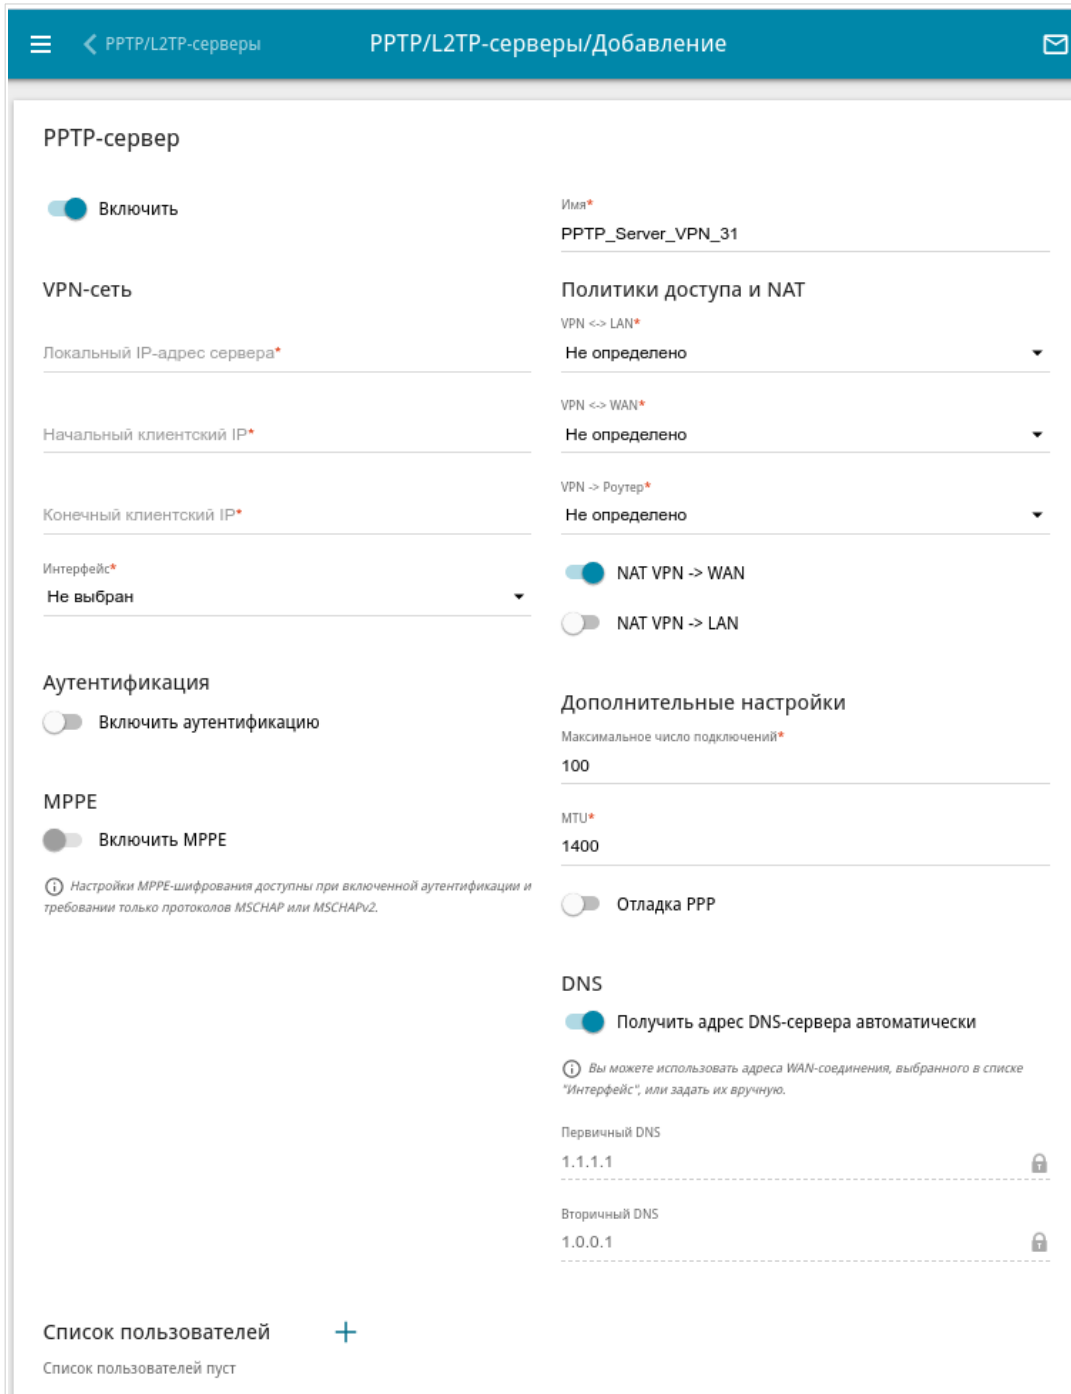 PPTP/L2TP-серверы
PPTP/L2TP-серверы/Добавление
PPTP-сервер
Включить
Имя*
PPTP_Server_VPN_31
VPN-сеть
Локальный IP-адрес сервера*
Начальный клиентский IP*
Конечный клиентский IP*
Интерфейс*
Не выбран
Политики доступа и NAT
VPN <-> LAN*
Не определено
VPN <-> WAN*
Не определено
VPN -> Роутер*
Не определено
NAT VPN -> WAN
NAT VPN -> LAN
Аутентификация
Включить аутентификацию
MPPE
Включить MPPE
Настройки MPPE-шифрования доступны при включенной аутентификации и
требовании только протоколов MSCHAP или MSCHAPv2.
Дополнительные настройки
Максимальное число подключений*
100
MTU*
1400
Отладка PPP
DNS
Получить адрес DNS-сервера автоматически
Вы можете использовать адреса WAN-соединения, выбранного в списке
"Интерфейс", или задать их вручную.
Первичный DNS
1.1.1.1
Вторичный DNS
1.0.0.1
Список пользователей
Список пользователей пуст